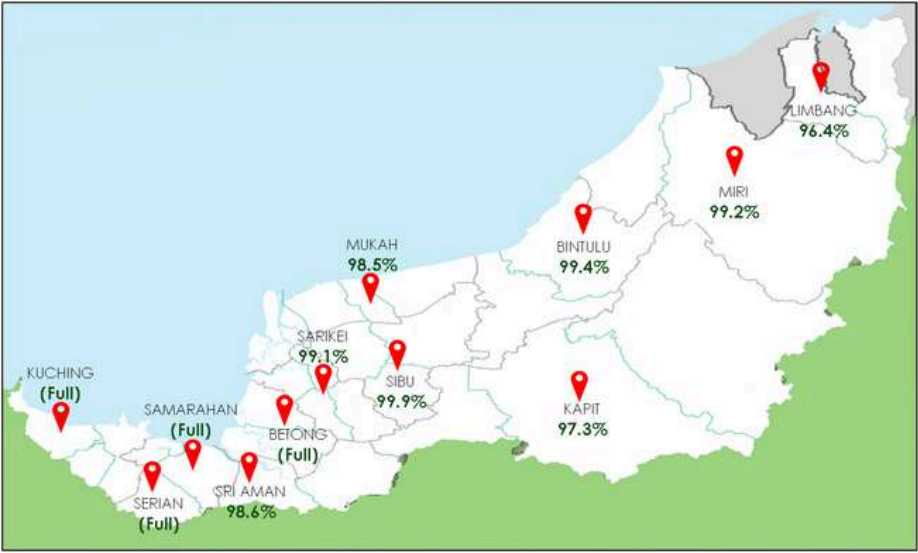 LIMBANG
96.4%
MIRI
99.2%
BINTULU
99.4%
MUKAH
98.5%
SARIKEI
99.1%
SIBU
99.9%
KAPIT
97.3%
KUCHING
(Full)
SAMARAHAN
(Full)
BETONG
(Full)
SERIAN
(Full)
SRI AMAN
98.6%